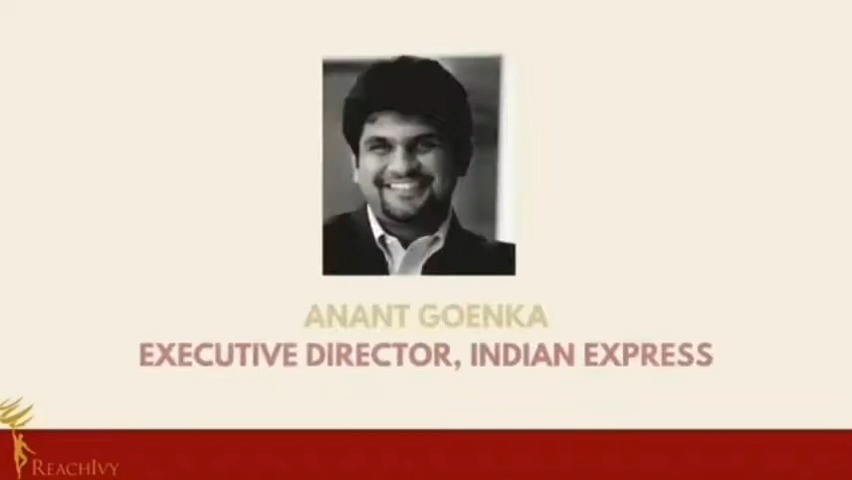 ANANT GOENKA
EXECUTIVE DIRECTOR, INDIAN EXPRESS
REACHIVY